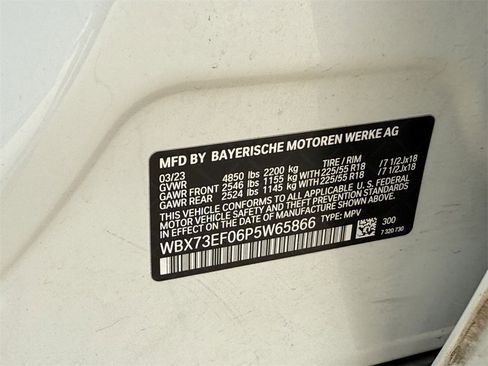 MFD BY BAYERISCHE MOTOREN WERKE AG
03/23 4850 lbs 2200 kg TIRE / RIM
GVWR
GAWR FRONT 2546 lbs 1155 kg WITH 225/55 R18 /7 1/2Jx18
GAWR REAR 2524 lbs 1145 kg WITH 225/55 R18 /7 1/2Jx18
THIS VEHICLE CONFORMS TO ALL APPLICABLE U.S. FEDERAL
MOTOR VEHICLE SAFETY AND THEFT PREVENTION STANDARDS
IN EFFECT ON THE DATE OF MANUFACTURE SHOWN ABOVE.
WBX73EF06P5W65866 TYPE: MPV
300
7 320 730